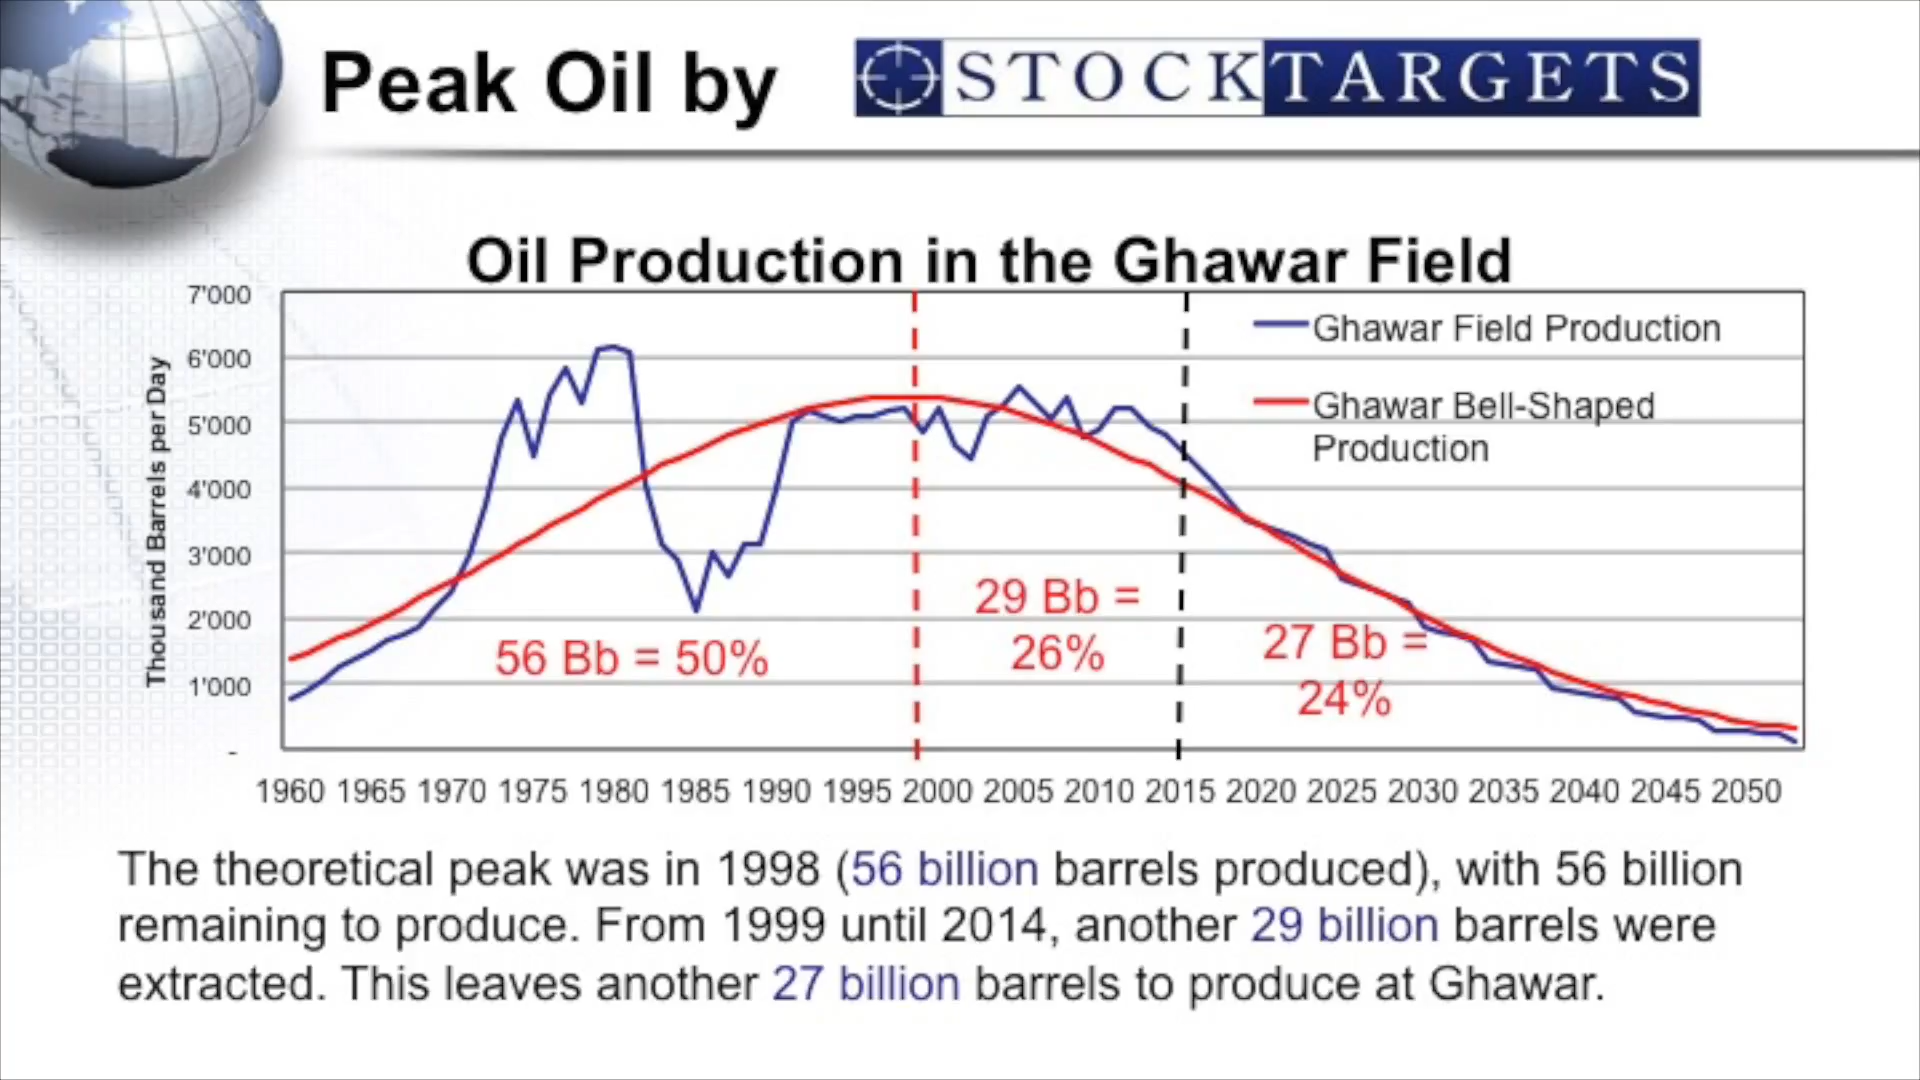 Peak Oil by
STOCKTARGETS
Oil Production in the Ghawar Field
Thousand Barrels per Day
7'000
6'000
5'000
4'000
3'000
2'000
1'000
-
Ghawar Field Production
Ghawar Bell-Shaped
Production
56 Bb = 50%
29 Bb =
26%
27 Bb =
24%
1960 1965 1970 1975 1980 1985 1990 1995 2000 2005 2010 2015 2020 2025 2030 2035 2040 2045 2050
The theoretical peak was in 1998 (56 billion barrels produced), with 56 billion
remaining to produce. From 1999 until 2014, another 29 billion barrels were
extracted. This leaves another 27 billion barrels to produce at Ghawar.